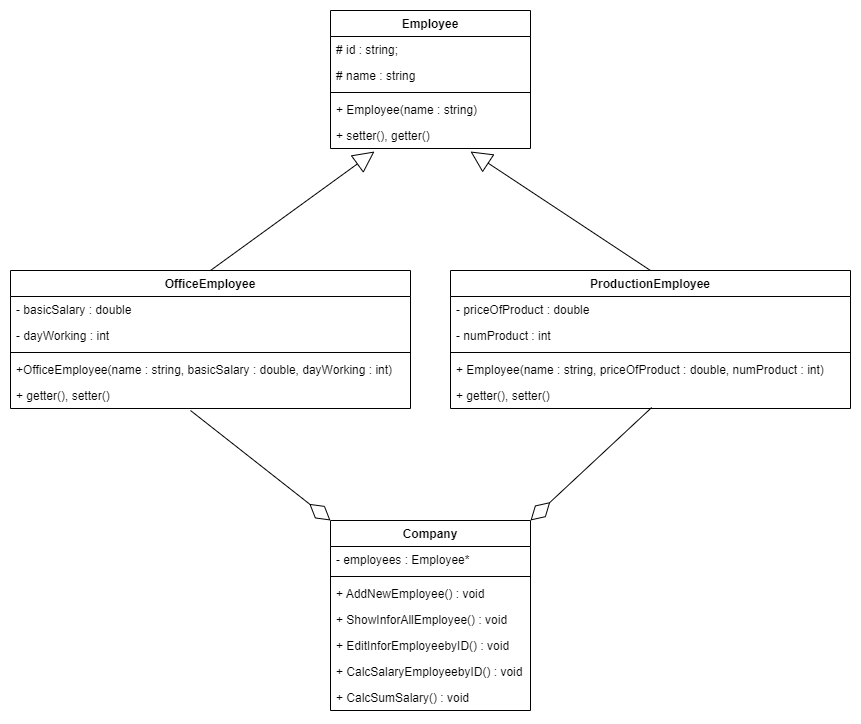 Employee
# id : string;
# name : string
+ Employee(name : string)
+ setter(), getter()
OfficeEmployee
- basicSalary : double
- dayWorking : int
+OfficeEmployee(name : string, basicSalary : double, dayWorking : int)
+ getter(), setter()
ProductionEmployee
- priceOfProduct : double
- numProduct : int
+ Employee(name : string, priceOfProduct : double, numProduct : int)
+ getter(), setter()
Company
- employees : Employee*
+ AddNewEmployee() : void
+ ShowInforAllEmployee() : void
+ EditInforEmployeebyID() : void
+ CalcSalaryEmployeebyID() : void
+ CalcSumSalary() : void